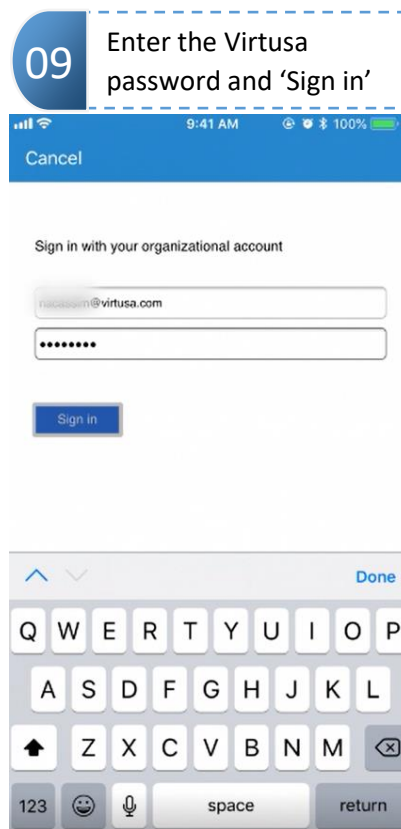 09
Enter the Virtusa
password and ‘Sign in’
9:41 AM
100%
Cancel
Sign in with your organizational account
@virtusa.com
Sign in
Done
Q W E R T Y U I O P
A S D F G H J K L
Z X C V B N M
123 space return